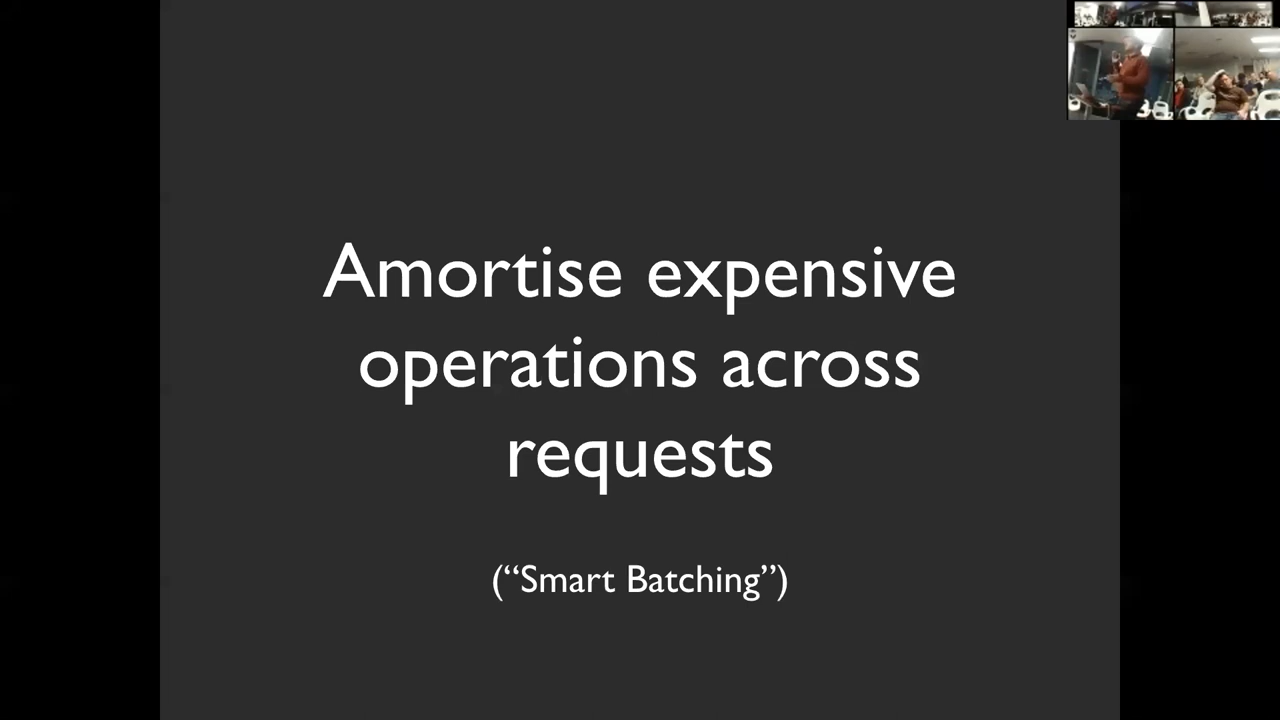 Amortise expensive
operations across
requests
(“Smart Batching”)